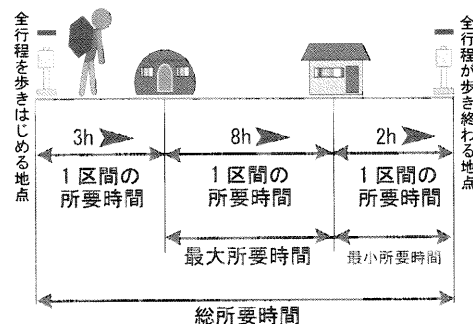 全行程を歩きはじめる地点
全行程が歩き終わる地点
3h
8h
2h
1区間の
所要時間
1区間の
所要時間
1区間の
所要時間
最大所要時間
最小所要時間
総所要時間